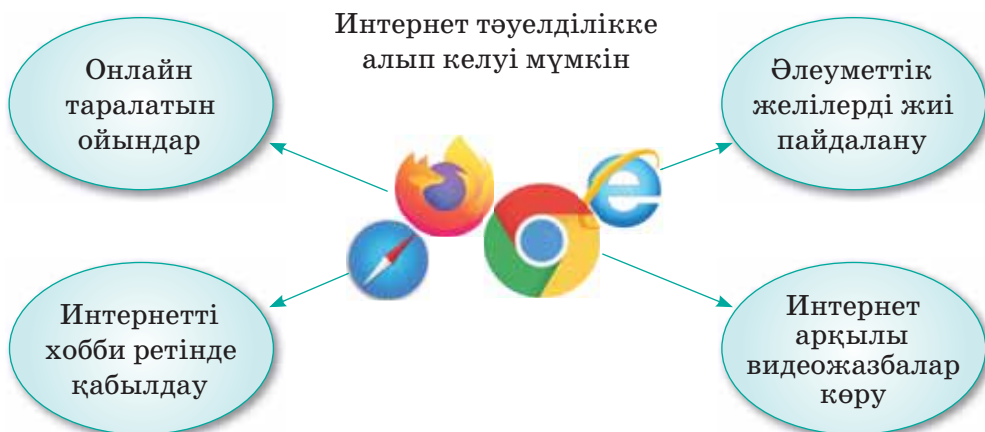 Интернет тәуелділікке
алып келуі мүмкін
Онлайн
таралатын
ойындар
Әлеуметтік
желілерді жиі
пайдалану
Интернетті
хобби ретінде
қабылдау
Интернет
арқылы
видеожазбалар
көру